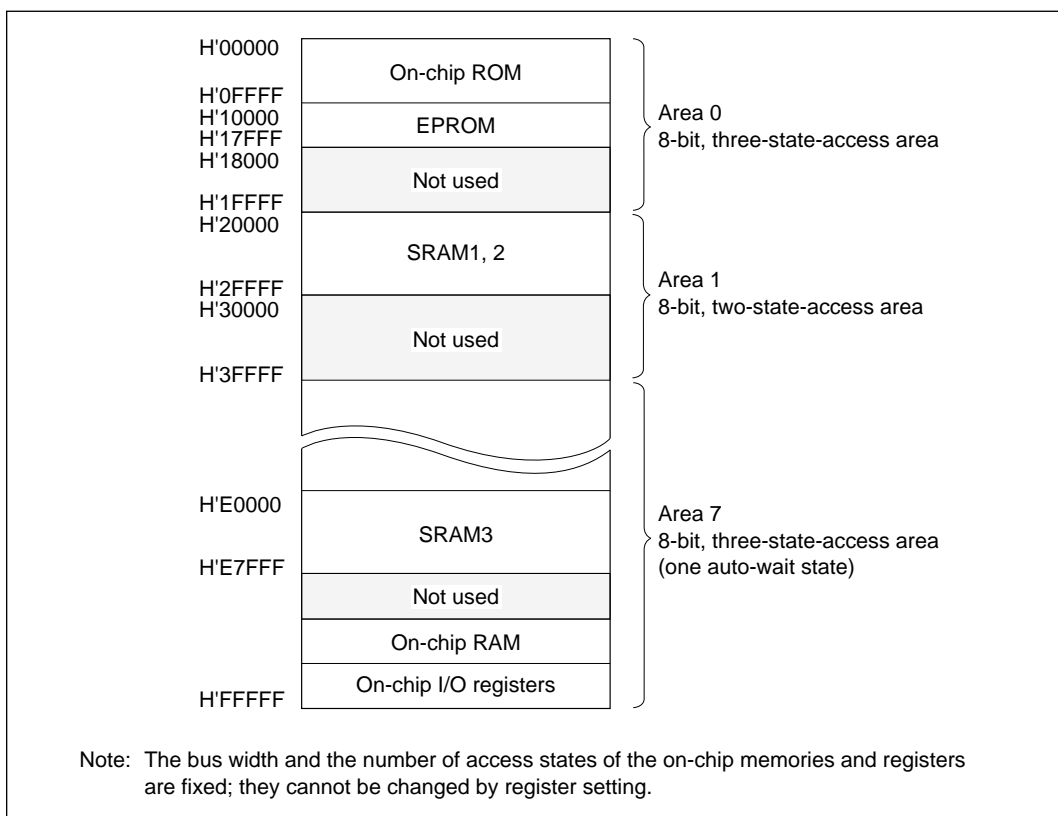 H'00000
On-chip ROM
H'0FFFF
H'10000
EPROM
H'17FFF
H'18000
Not used
H'1FFFF
Area 0
8-bit, three-state-access area
H'20000
SRAM1, 2
H'2FFFF
H'30000
Not used
H'3FFFF
Area 1
8-bit, two-state-access area
H'E0000
SRAM3
H'E7FFF
Not used
On-chip RAM
On-chip I/O registers
H'FFFFF
Area 7
8-bit, three-state-access area
(one auto-wait state)
Note: The bus width and the number of access states of the on-chip memories and registers
are fixed; they cannot be changed by register setting.